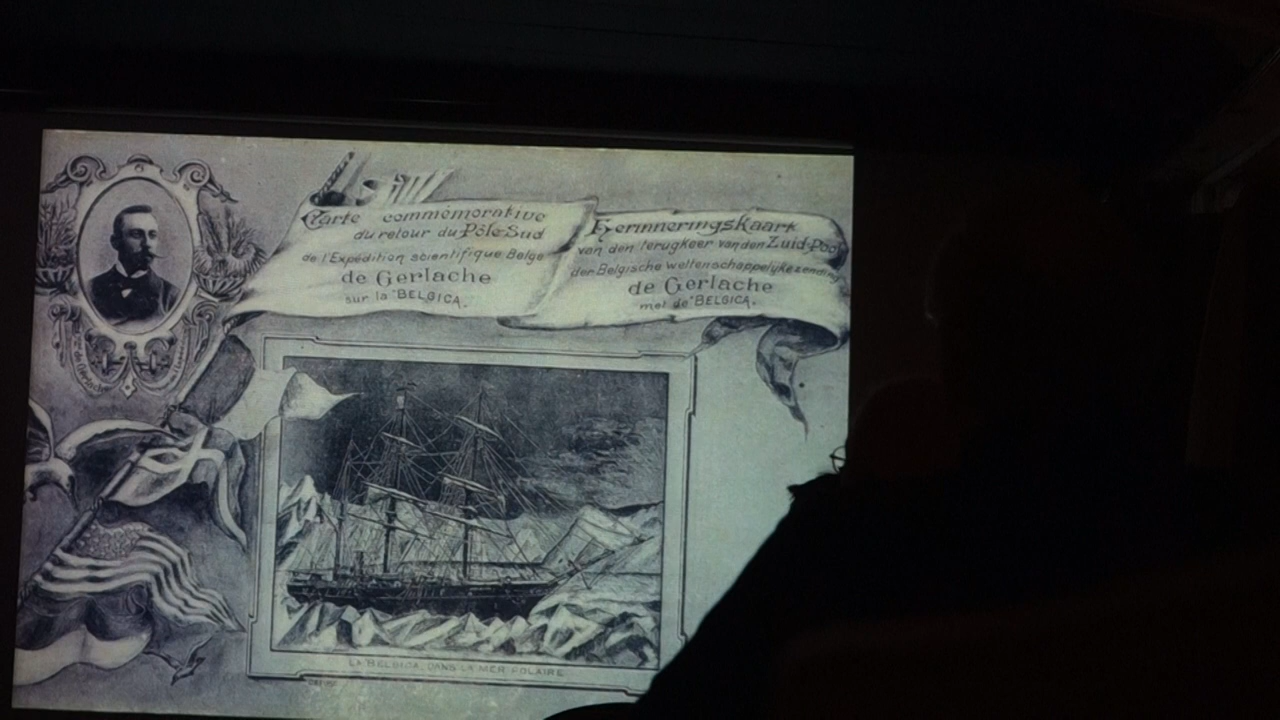 Carte commémorative
du retour du Pôle-Sud
de l'Expédition scientifique Belge
de Gerlache
sur la "BELGICA.
Herinneringskaart
van den terugkeer van den Zuid-Pool
der Belgische wettenschappelijke zending
de Gerlache
met de "BELGICA.
LA BELGICA, DANS LA MER POLAIRE